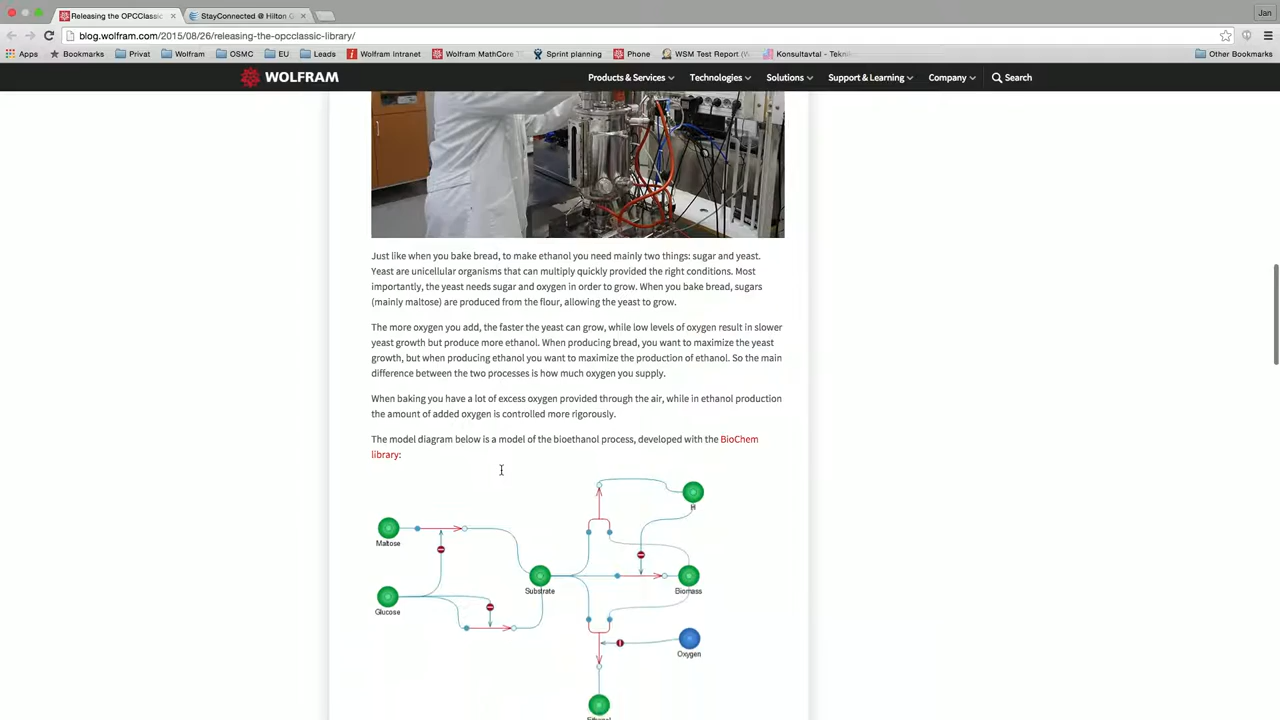 Releasing the OPCClassic
StayConnected @ Hilton
Jan
blog.wolfram.com/2015/08/26/releasing-the-opcclassic-library/
Apps Bookmarks Privat Wolfram OSMC EU Leads Wolfram Intranet Wolfram MathCore Sprint planning Phone WSM Test Report Konsultavtal - Other Bookmarks
WOLFRAM Products & Services Technologies Solutions Support & Learning Company Search
Just like when you bake bread, to make ethanol you need mainly two things: sugar and yeast.
Yeast are unicellular organisms that can multiply quickly provided the right conditions. Most
importantly, the yeast needs sugar and oxygen in order to grow. When you bake bread, sugars
(mainly maltose) are produced from the flour, allowing the yeast to grow.
The more oxygen you add, the faster the yeast can grow, while low levels of oxygen result in slower
yeast growth but produce more ethanol. When producing bread, you want to maximize the yeast
growth, but when producing ethanol you want to maximize the production of ethanol. So the main
difference between the two processes is how much oxygen you supply.
When baking you have a lot of excess oxygen provided through the air, while in ethanol production
the amount of added oxygen is controlled more rigorously.
The model diagram below is a model of the bioethanol process, developed with the BioChem
library:
H
Maltose
Substrate
Biomass
Glucose
Oxygen